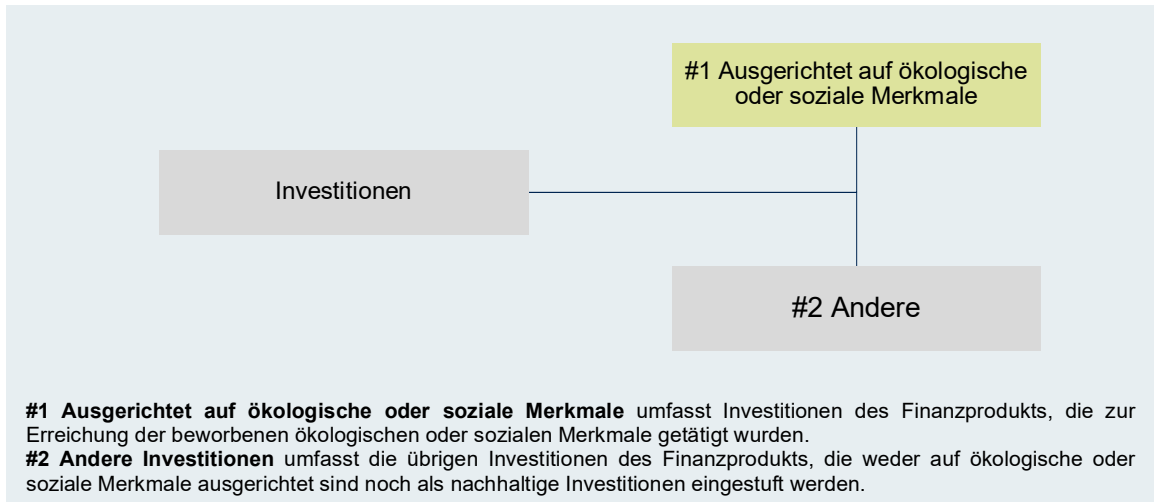 #1 Ausgerichtet auf ökologische
oder soziale Merkmale
Investitionen
#2 Andere
#1 Ausgerichtet auf ökologische oder soziale Merkmale umfasst Investitionen des Finanzprodukts, die zur
Erreichung der beworbenen ökologischen oder sozialen Merkmale getätigt wurden.
#2 Andere Investitionen umfasst die übrigen Investitionen des Finanzprodukts, die weder auf ökologische oder
soziale Merkmale ausgerichtet sind noch als nachhaltige Investitionen eingestuft werden.